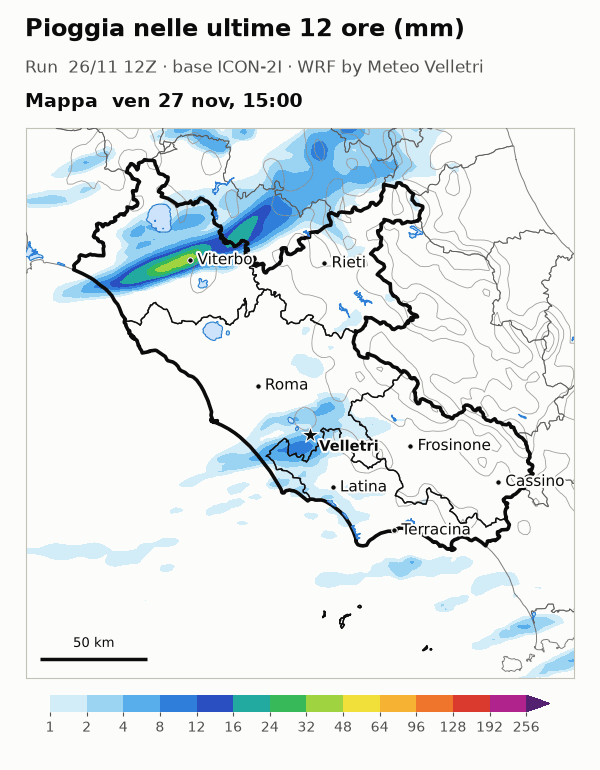 Pioggia nelle ultime 12 ore (mm)
Run  26/11 12Z · base ICON-2I · WRF by Meteo Velletri
Mappa  ven 27 nov, 15:00
Viterbo
Rieti
Roma
Velletri
Frosinone
Latina
Cassino
Terracina
50 km
1 2 4 8 12 16 24 32 48 64 96 128 192 256